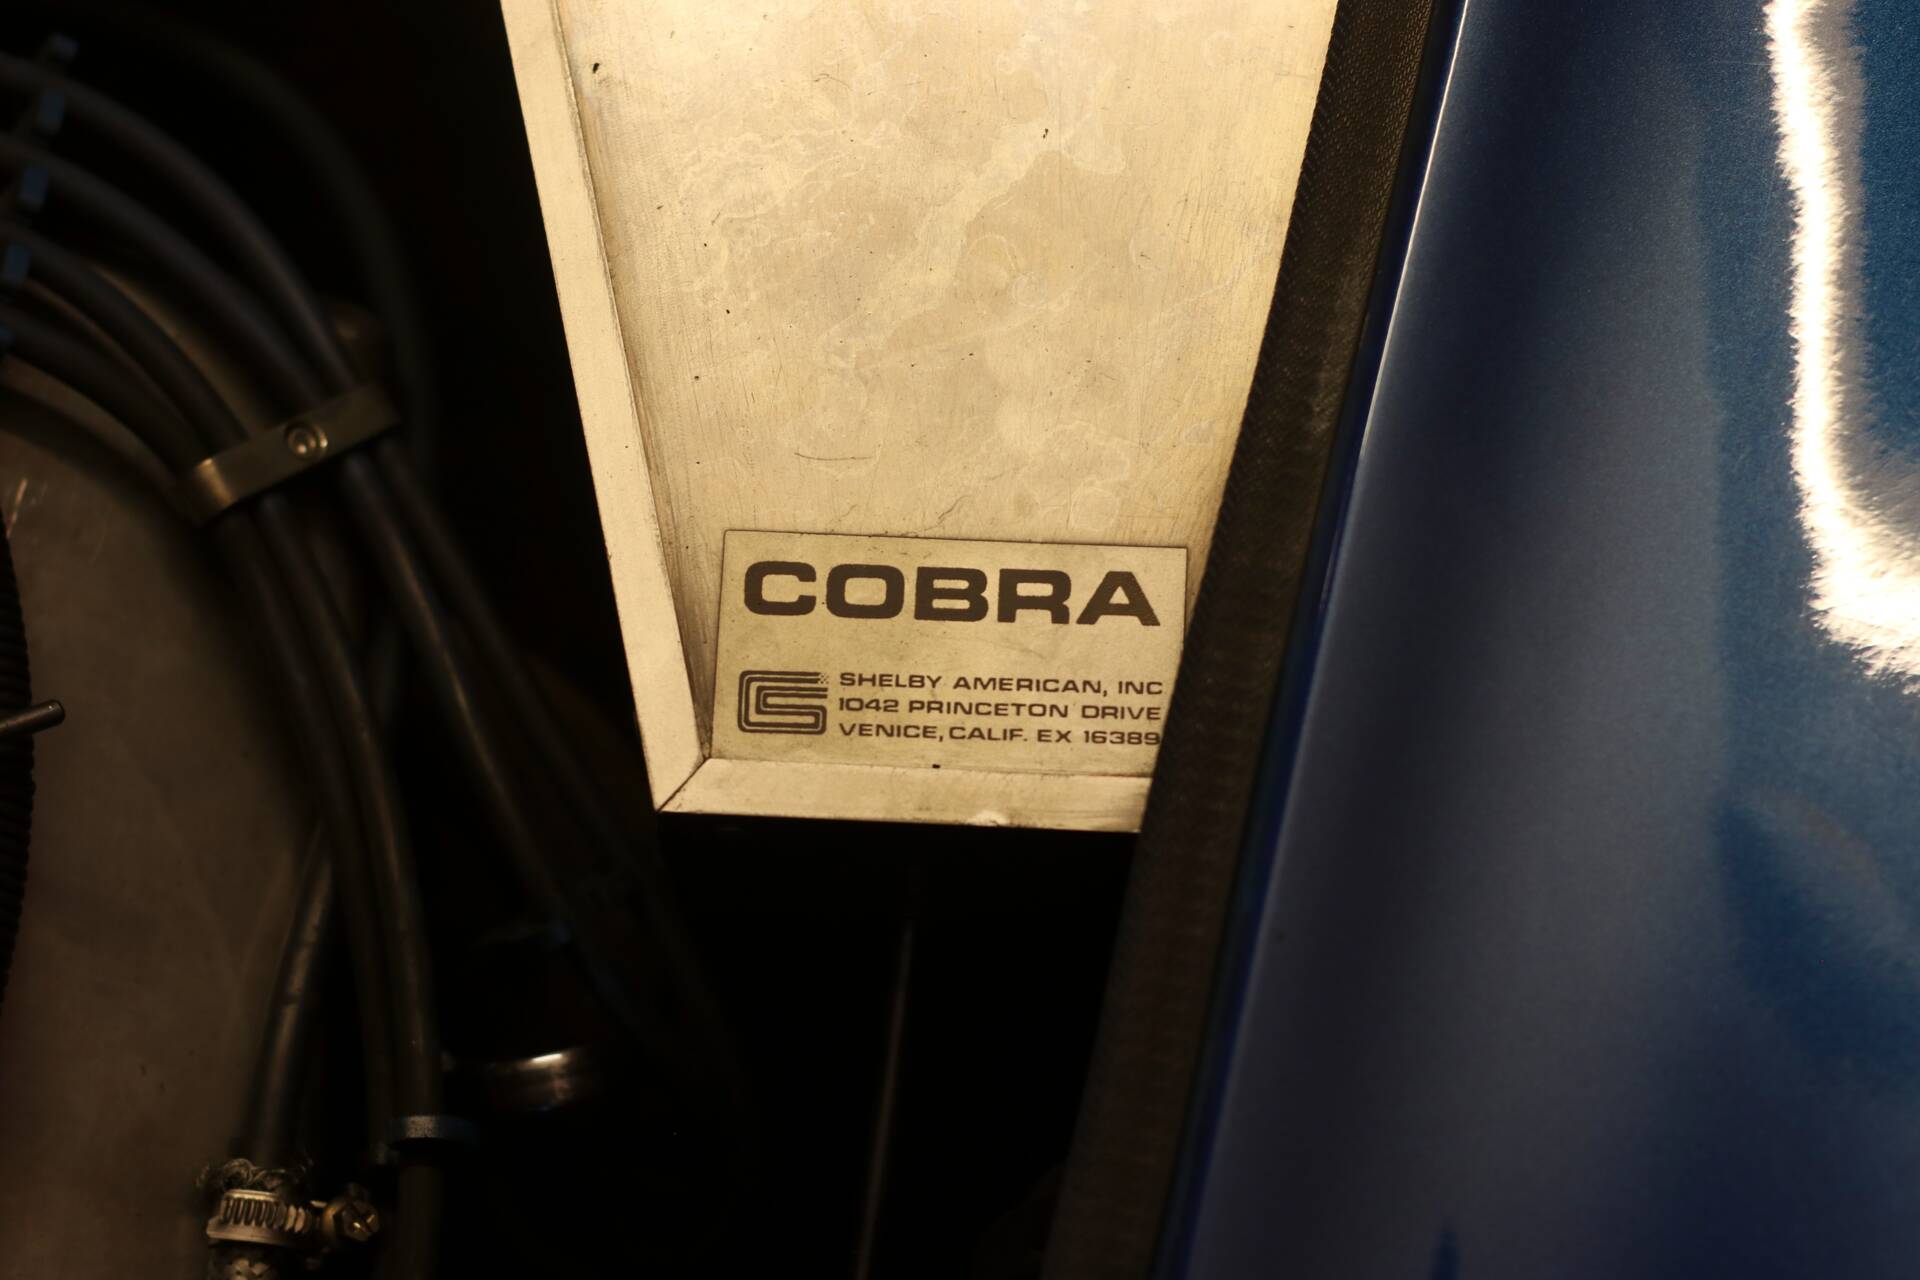 COBRA
SHELBY AMERICAN, INC
1042 PRINCETON DRIVE
VENICE, CALIF. EX 16389